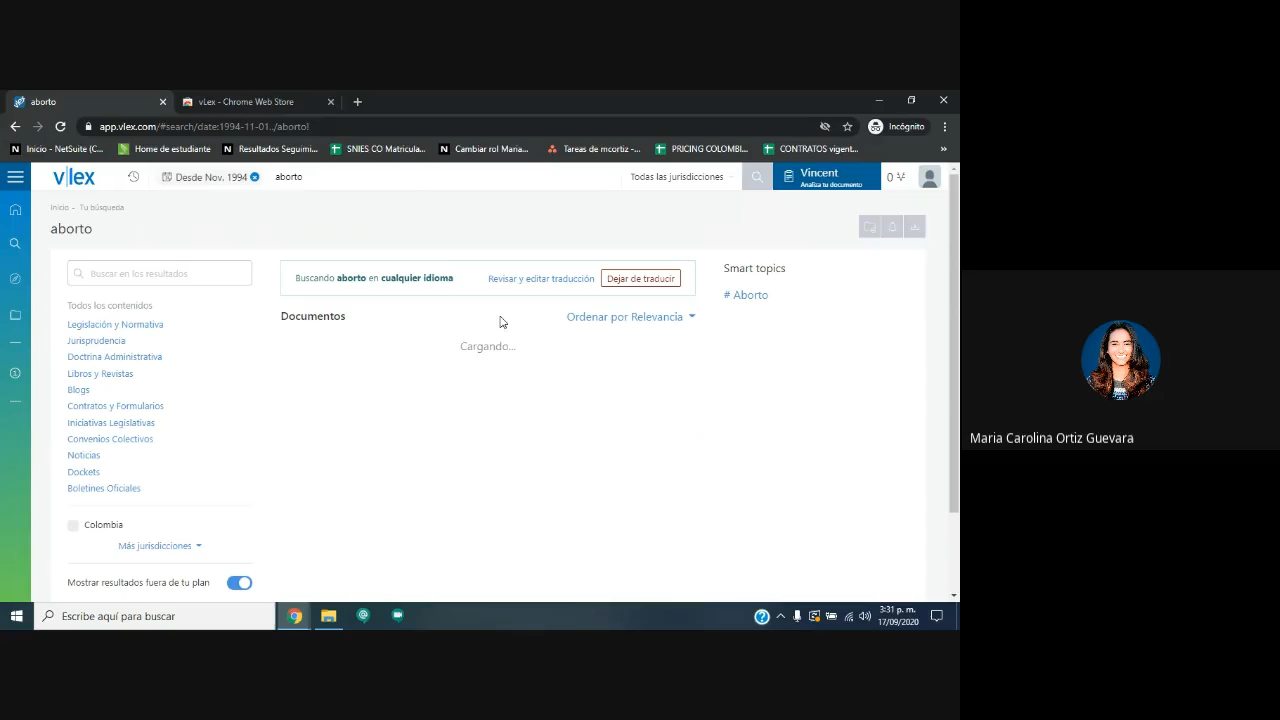 aborto
vLex - Chrome Web Store
app.vlex.com/#search/date:1994-11-01../aborto!
Incógnito
Inicio - NetSuite (C...
Home de estudiante
Resultados Seguimi...
SNIES CO Matricula...
Cambiar rol Maria...
Tareas de mcortiz -...
PRICING COLOMBI...
CONTRATOS vigent...
»
v|lex
Desde Nov. 1994
aborto
Todas las jurisdicciones
Vincent
Analiza tu documento
0
Inicio - Tu búsqueda
aborto
Buscar en los resultados
Todos los contenidos
Legislación y Normativa
Jurisprudencia
Doctrina Administrativa
Libros y Revistas
Blogs
Contratos y Formularios
Iniciativas Legislativas
Convenios Colectivos
Noticias
Dockets
Boletines Oficiales
Colombia
Más jurisdicciones
Mostrar resultados fuera de tu plan
Buscando aborto en cualquier idioma
Revisar y editar traducción
Dejar de traducir
Documentos
Ordenar por Relevancia
Cargando...
Smart topics
# Aborto
Maria Carolina Ortiz Guevara
Escribe aquí para buscar
3:31 p. m.
17/09/2020